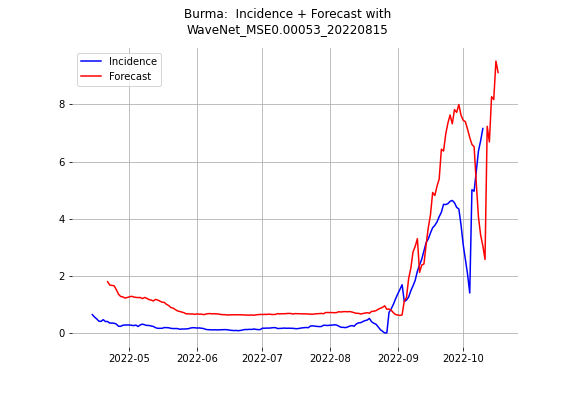 Burma:  Incidence + Forecast with
WaveNet_MSE0.00053_20220815
Incidence
Forecast
8
6
4
2
0
2022-05
2022-06
2022-07
2022-08
2022-09
2022-10